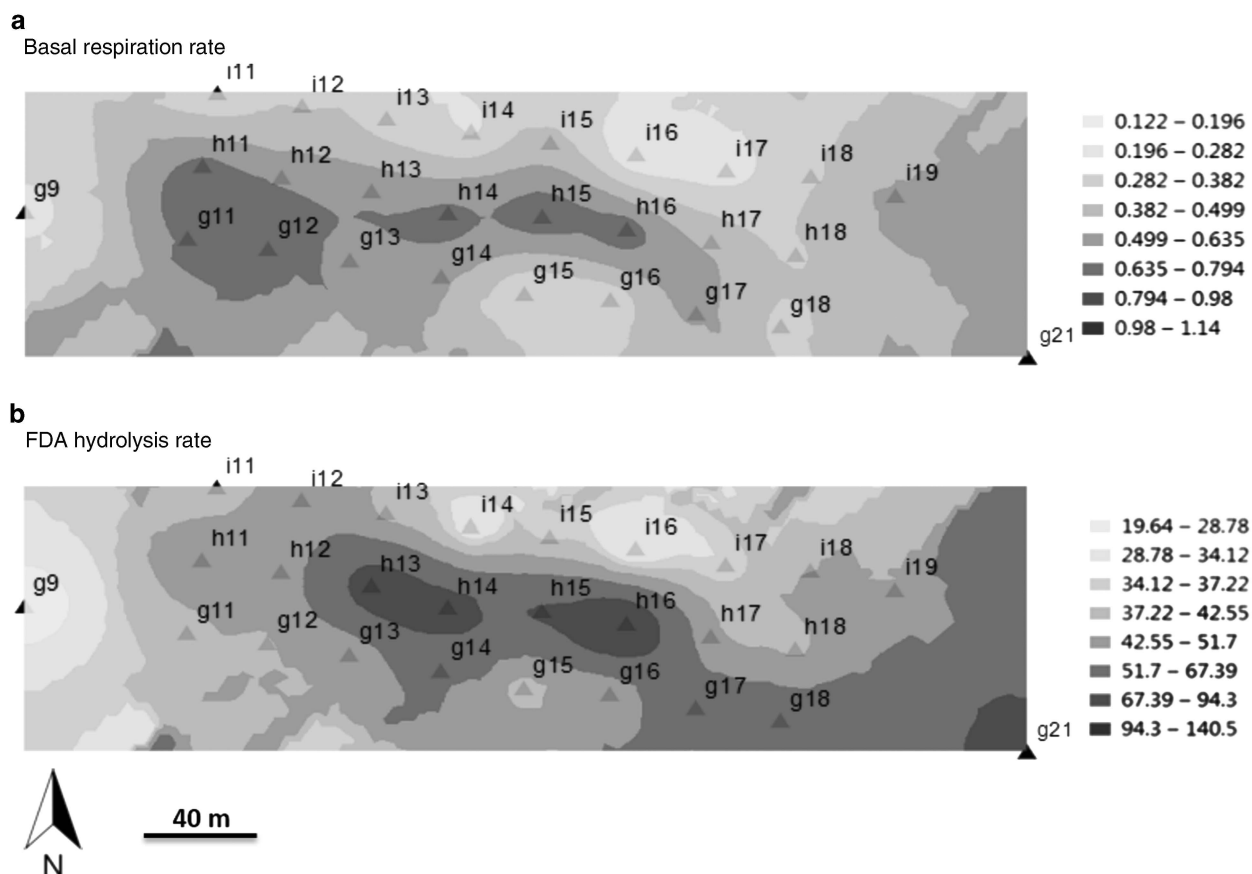 a
Basal respiration rate
i11
i12
i13
i14
i15
i16
i17
i18
i19
h11
h12
h13
h14
h15
h16
h17
h18
g9
g11
g12
g13
g14
g15
g16
g17
g18
g21
0.122 – 0.196
0.196 – 0.282
0.282 – 0.382
0.382 – 0.499
0.499 – 0.635
0.635 – 0.794
0.794 – 0.98
0.98 – 1.14
b
FDA hydrolysis rate
i11
i12
i13
i14
i15
i16
i17
i18
i19
h11
h12
h13
h14
h15
h16
h17
h18
g9
g11
g12
g13
g14
g15
g16
g17
g18
g21
19.64 – 28.78
28.78 – 34.12
34.12 – 37.22
37.22 – 42.55
42.55 – 51.7
51.7 – 67.39
67.39 – 94.3
94.3 – 140.5
40 m
N